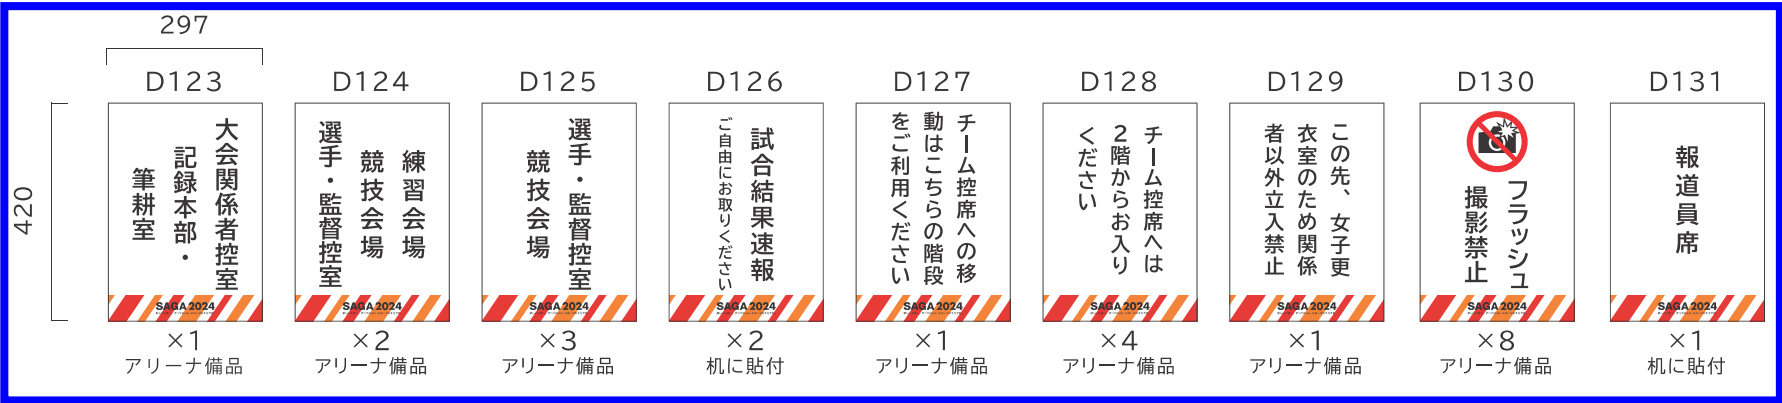 297
420
D123
大会関係者控室
記録本部・
筆耕室
SAGA2024
×1
アリーナ備品
D124
練習会場
競技会場
選手・監督控室
SAGA2024
×2
アリーナ備品
D125
選手・監督控室
競技会場
SAGA2024
×3
アリーナ備品
D126
試合結果速報
ご自由にお取りください
SAGA2024
×2
机に貼付
D127
チーム控席への移
動はこちらの階段
をご利用ください
SAGA2024
×1
アリーナ備品
D128
チーム控席へは
2階からお入り
ください
SAGA2024
×4
アリーナ備品
D129
この先、女子更
衣室のため関係
者以外立入禁止
SAGA2024
×1
アリーナ備品
D130
フラッシュ
撮影禁止
SAGA2024
×8
アリーナ備品
D131
報道員席
SAGA2024
×1
机に貼付